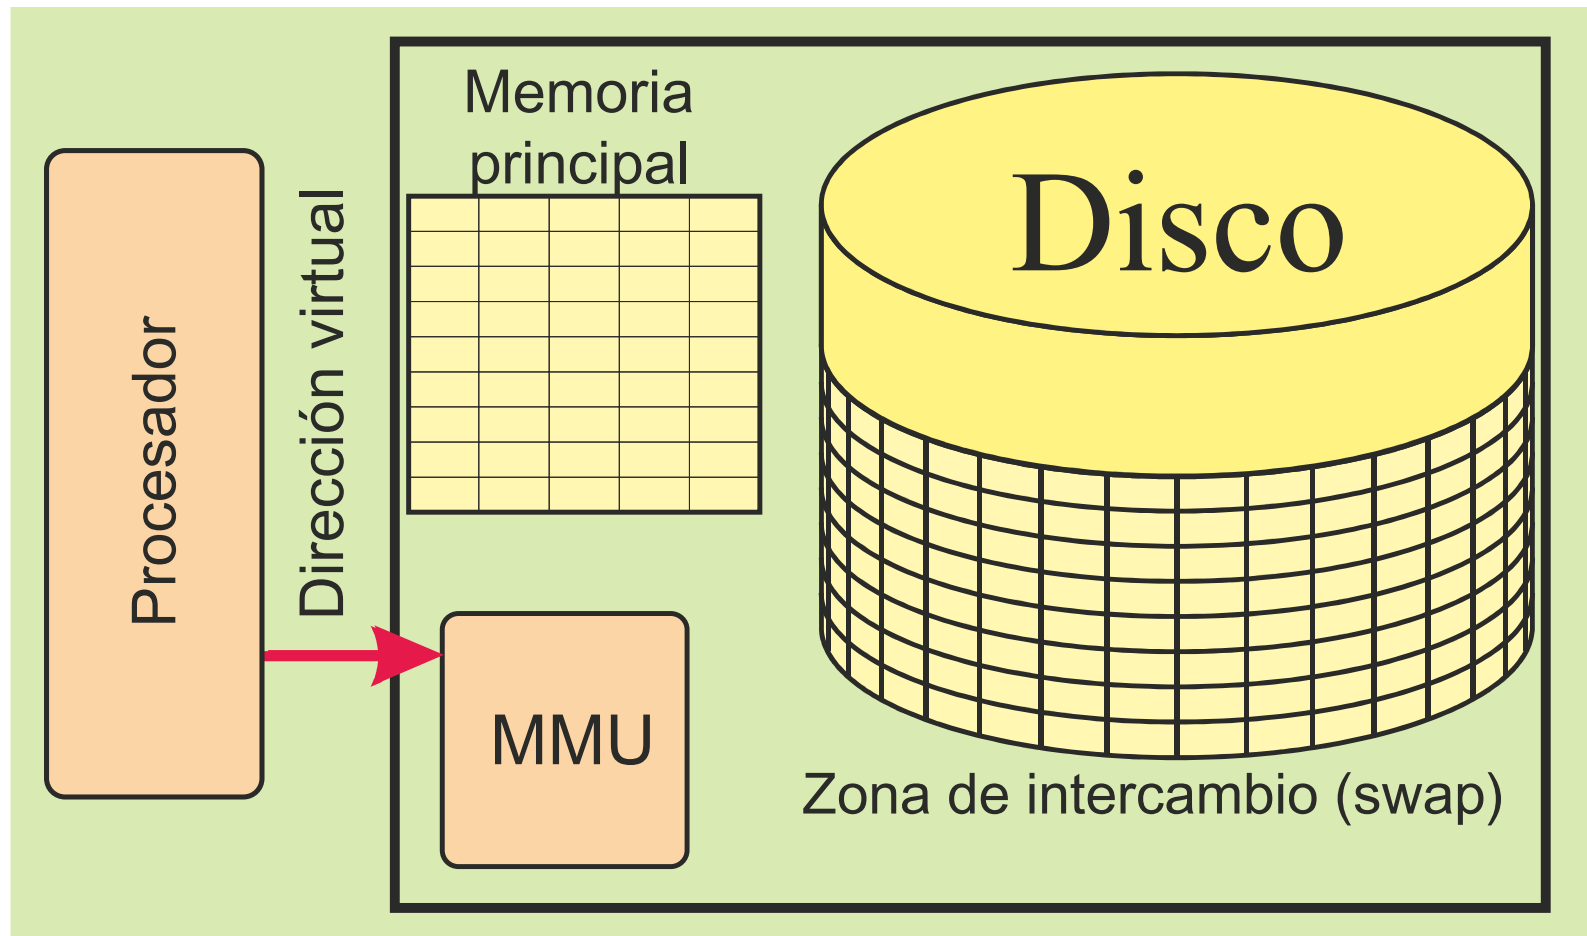 Procesador
Dirección virtual
Memoria
principal
MMU
Disco
Zona de intercambio (swap)